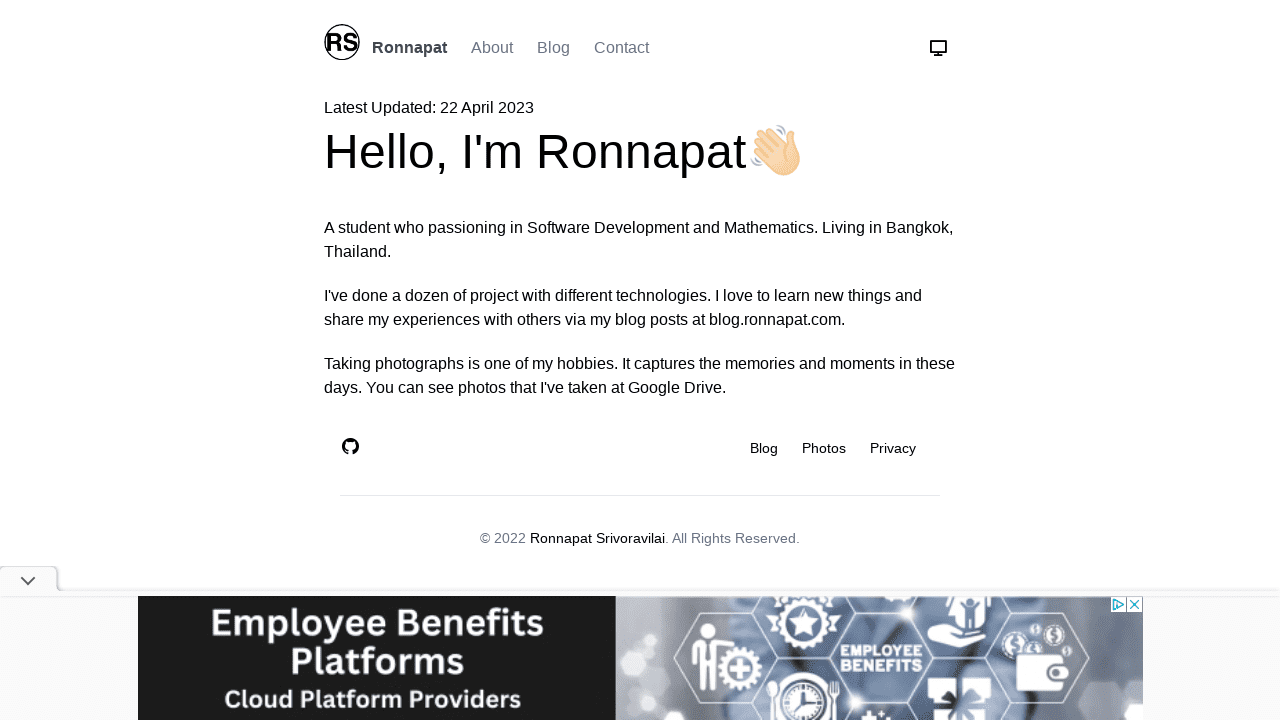 RS
Ronnapat About Blog Contact
Latest Updated: 22 April 2023
Hello, I'm Ronnapat
A student who passioning in Software Development and Mathematics. Living in Bangkok,
Thailand.
I've done a dozen of project with different technologies. I love to learn new things and
share my experiences with others via my blog posts at blog.ronnapat.com.
Taking photographs is one of my hobbies. It captures the memories and moments in these
days. You can see photos that I've taken at Google Drive.
Blog Photos Privacy
© 2022 Ronnapat Srivoravilai. All Rights Reserved.
Employee Benefits
Platforms
Cloud Platform Providers
EMPLOYEE
BENEFITS